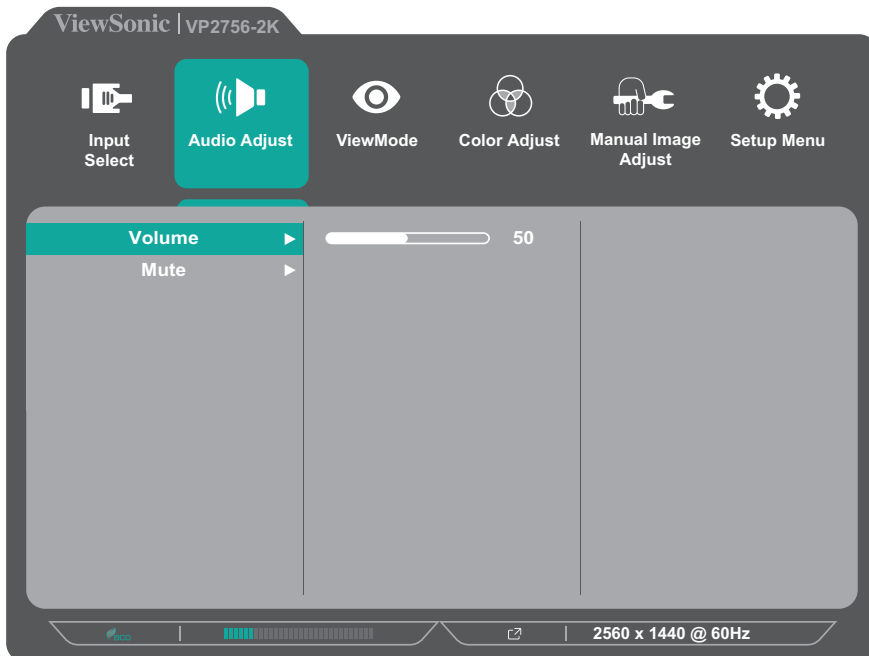 ViewSonic | VP2756-2K
Input Select
Audio Adjust
ViewMode
Color Adjust
Manual Image Adjust
Setup Menu
Volume
50
Mute
ECO
2560 x 1440 @ 60Hz